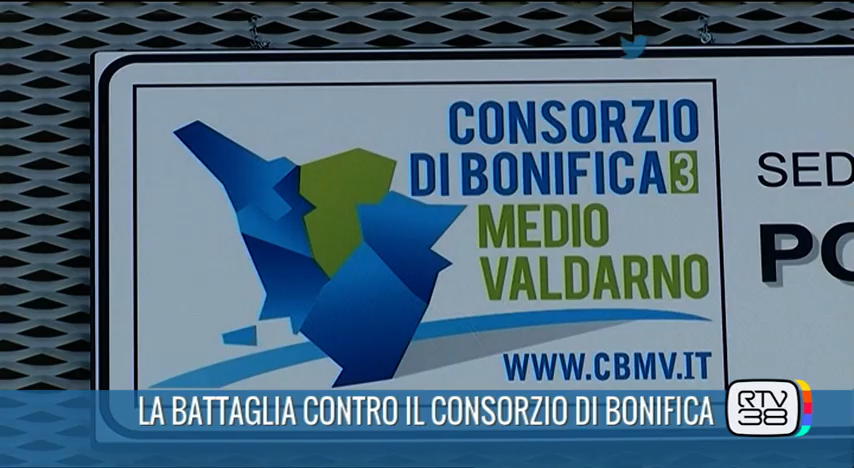 CONSORZIO
DI BONIFICA 3
MEDIO
VALDARNO
WWW.CBMV.IT
SED
PO
LA BATTAGLIA CONTRO IL CONSORZIO DI BONIFICA
RTV
38